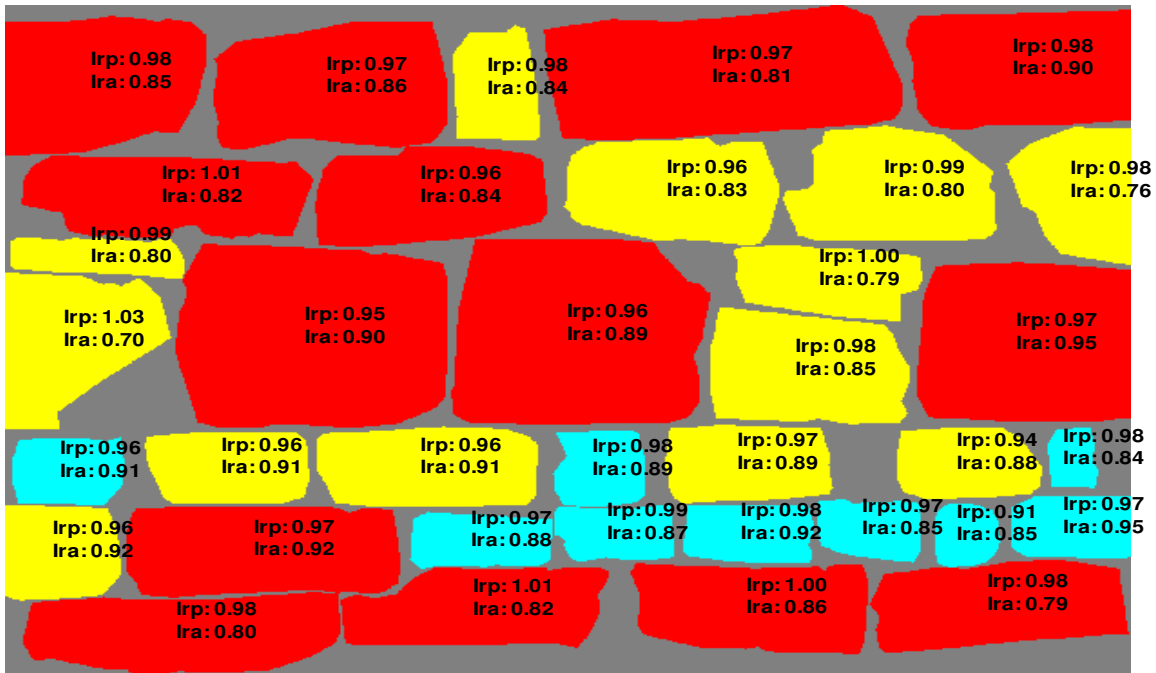 Irp: 0.98
Ira: 0.85
Irp: 0.97
Ira: 0.86
Irp: 0.98
Ira: 0.84
Irp: 0.97
Ira: 0.81
Irp: 0.98
Ira: 0.90
Irp: 1.01
Ira: 0.82
Irp: 0.96
Ira: 0.84
Irp: 0.96
Ira: 0.83
Irp: 0.99
Ira: 0.80
Irp: 0.98
Ira: 0.76
Irp: 0.99
Ira: 0.80
Irp: 1.00
Ira: 0.79
Irp: 1.03
Ira: 0.70
Irp: 0.95
Ira: 0.90
Irp: 0.96
Ira: 0.89
Irp: 0.98
Ira: 0.85
Irp: 0.97
Ira: 0.95
Irp: 0.96
Ira: 0.91
Irp: 0.96
Ira: 0.91
Irp: 0.96
Ira: 0.91
Irp: 0.98
Ira: 0.89
Irp: 0.97
Ira: 0.89
Irp: 0.94
Ira: 0.88
Irp: 0.98
Ira: 0.84
Irp: 0.96
Ira: 0.92
Irp: 0.97
Ira: 0.92
Irp: 0.97
Ira: 0.88
Irp: 0.99
Ira: 0.87
Irp: 0.98
Ira: 0.92
Irp: 0.97
Ira: 0.85
Irp: 0.91
Ira: 0.85
Irp: 0.97
Ira: 0.95
Irp: 0.98
Ira: 0.80
Irp: 1.01
Ira: 0.82
Irp: 1.00
Ira: 0.86
Irp: 0.98
Ira: 0.79